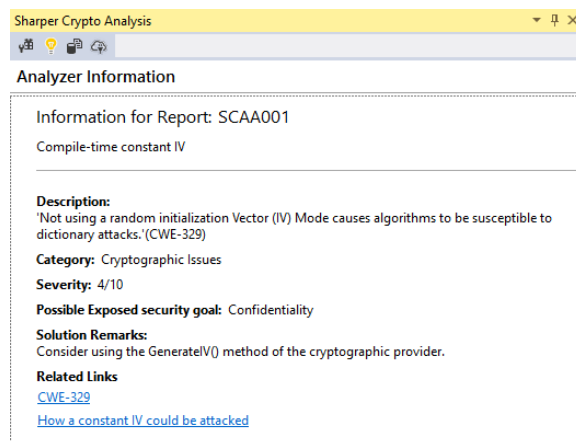 Sharper Crypto Analysis
Analyzer Information
Information for Report: SCAA001
Compile-time constant IV
Description:
'Not using a random initialization Vector (IV) Mode causes algorithms to be susceptible to
dictionary attacks.'(CWE-329)
Category: Cryptographic Issues
Severity: 4/10
Possible Exposed security goal: Confidentiality
Solution Remarks:
Consider using the GenerateIV() method of the cryptographic provider.
Related Links
CWE-329
How a constant IV could be attacked